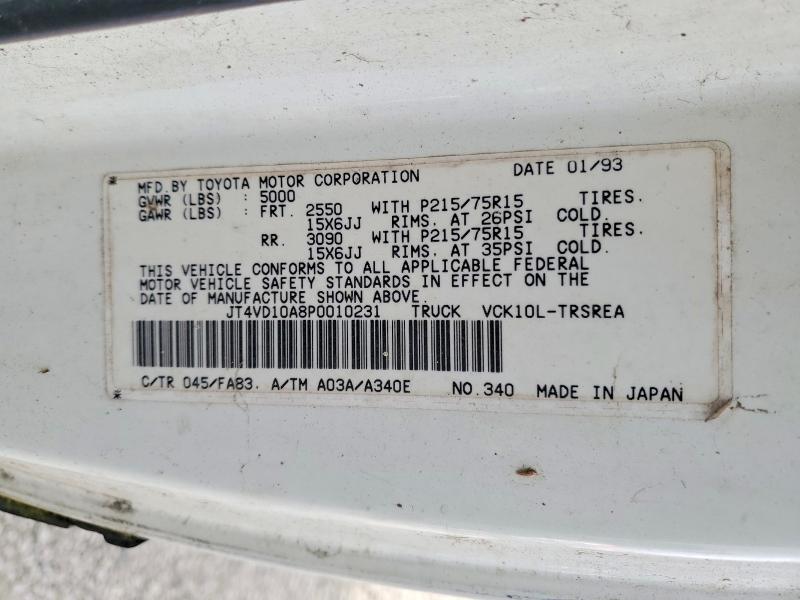 MFD. BY TOYOTA MOTOR CORPORATION DATE 01/93
GVWR (LBS) : 5000
GAWR (LBS) : FRT. 2550 WITH P215/75R15 TIRES.
15X6JJ RIMS. AT 26PSI COLD.
RR. 3090 WITH P215/75R15 TIRES.
15X6JJ RIMS. AT 35PSI COLD.
THIS VEHICLE CONFORMS TO ALL APPLICABLE FEDERAL
MOTOR VEHICLE SAFETY STANDARDS IN EFFECT ON THE
DATE OF MANUFACTURE SHOWN ABOVE.
JT4VD10A8P0010231 TRUCK VCK10L-TRSREA
C/TR 045/FA83. A/TM A03A/A340E NO.340 MADE IN JAPAN